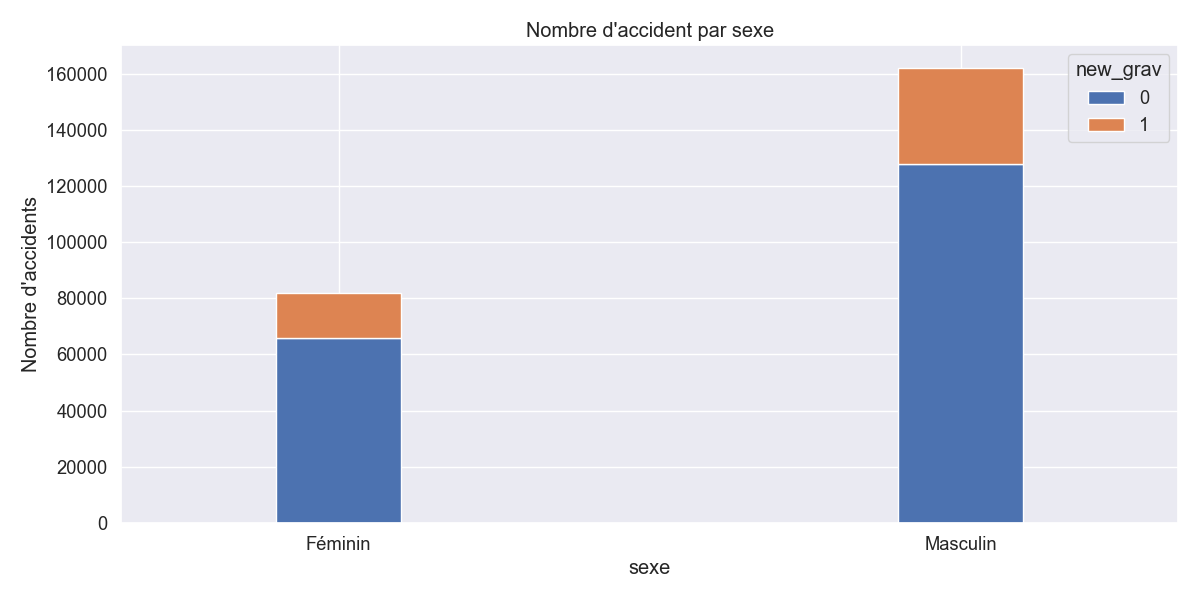 Nombre d'accident par sexe
new_grav
0
1
160000
140000
120000
100000
80000
60000
40000
20000
0
Nombre d'accidents
Féminin
Masculin
sexe